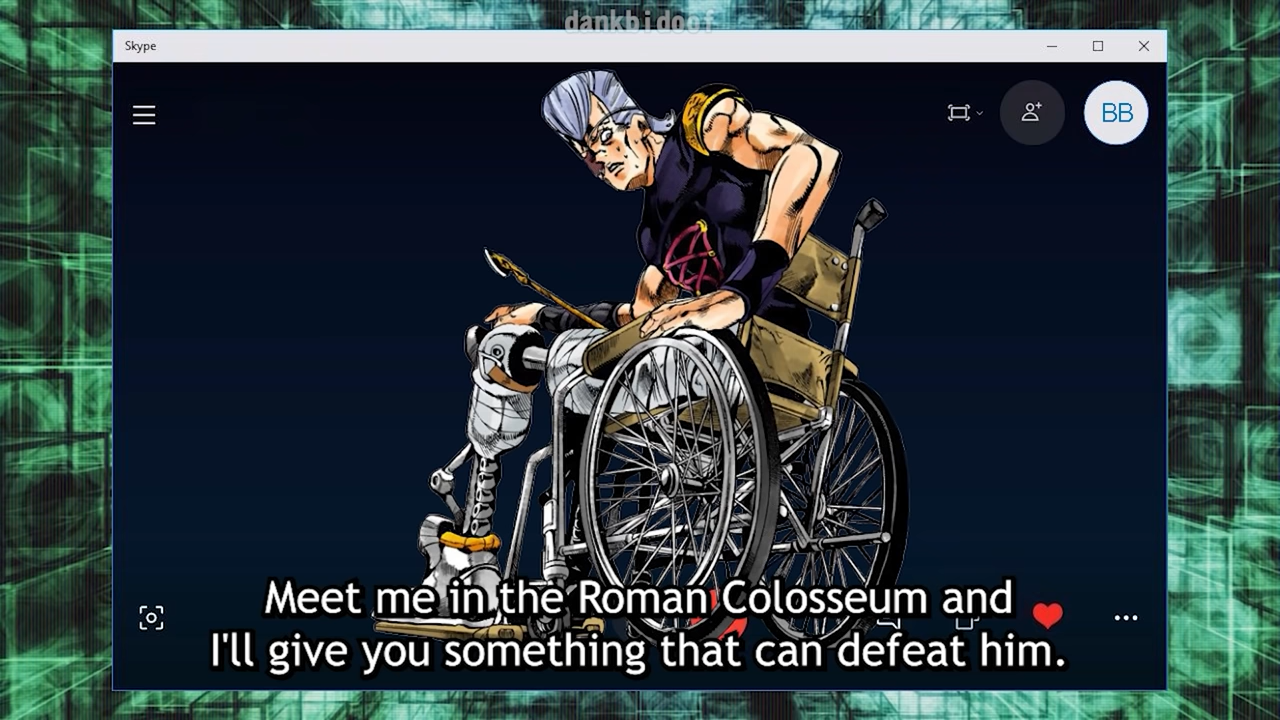 dankbidoof
Skype
BB
Meet me in the Roman Colosseum and
I'll give you something that can defeat him.